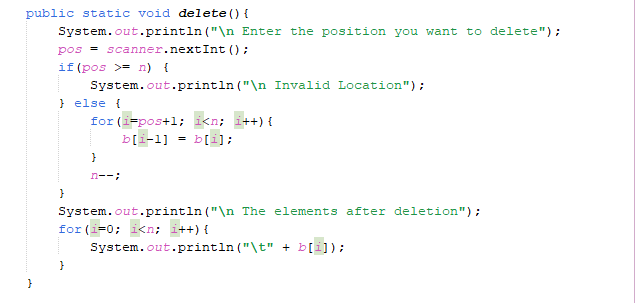 public static void delete(){
System.out.println("\n Enter the position you want to delete");
pos = scanner.nextInt();
if(pos >= n) {
System.out.println("\n Invalid Location");
} else {
for(i=pos+1; i<n; i++){
b[i-1] = b[i];
}
n--;
}
System.out.println("\n The elements after deletion");
for(i=0; i<n; i++){
System.out.println("\t" + b[i]);
}
}